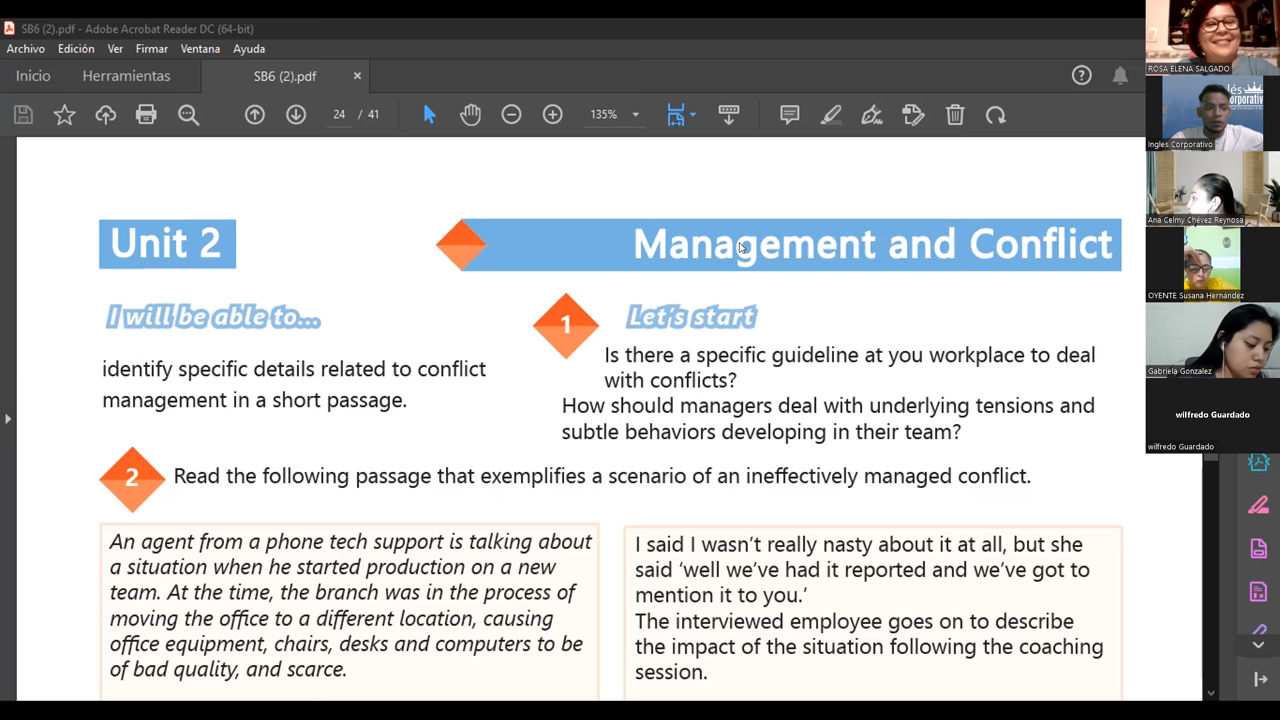 SB6 (2).pdf - Adobe Acrobat Reader DC (64-bit)
Archivo Edición Ver Firmar Ventana Ayuda
Inicio Herramientas SB6 (2).pdf ×
24 / 41 135%
Unit 2
Management and Conflict
I will be able to...
identify specific details related to conflict
management in a short passage.
1 Let's start
Is there a specific guideline at you workplace to deal
with conflicts?
How should managers deal with underlying tensions and
subtle behaviors developing in their team?
2 Read the following passage that exemplifies a scenario of an ineffectively managed conflict.
An agent from a phone tech support is talking about
a situation when he started production on a new
team. At the time, the branch was in the process of
moving the office to a different location, causing
office equipment, chairs, desks and computers to be
of bad quality, and scarce.
I said I wasn't really nasty about it at all, but she
said 'well we've had it reported and we've got to
mention it to you.'
The interviewed employee goes on to describe
the impact of the situation following the coaching
session.
ROSA ELENA SALGADO
Ingles Corporativo
Ana Celmy Chévez Reynosa
OYENTE Susana Hernández
Gabriela Gonzalez
wilfredo Guardado
wilfredo Guardado